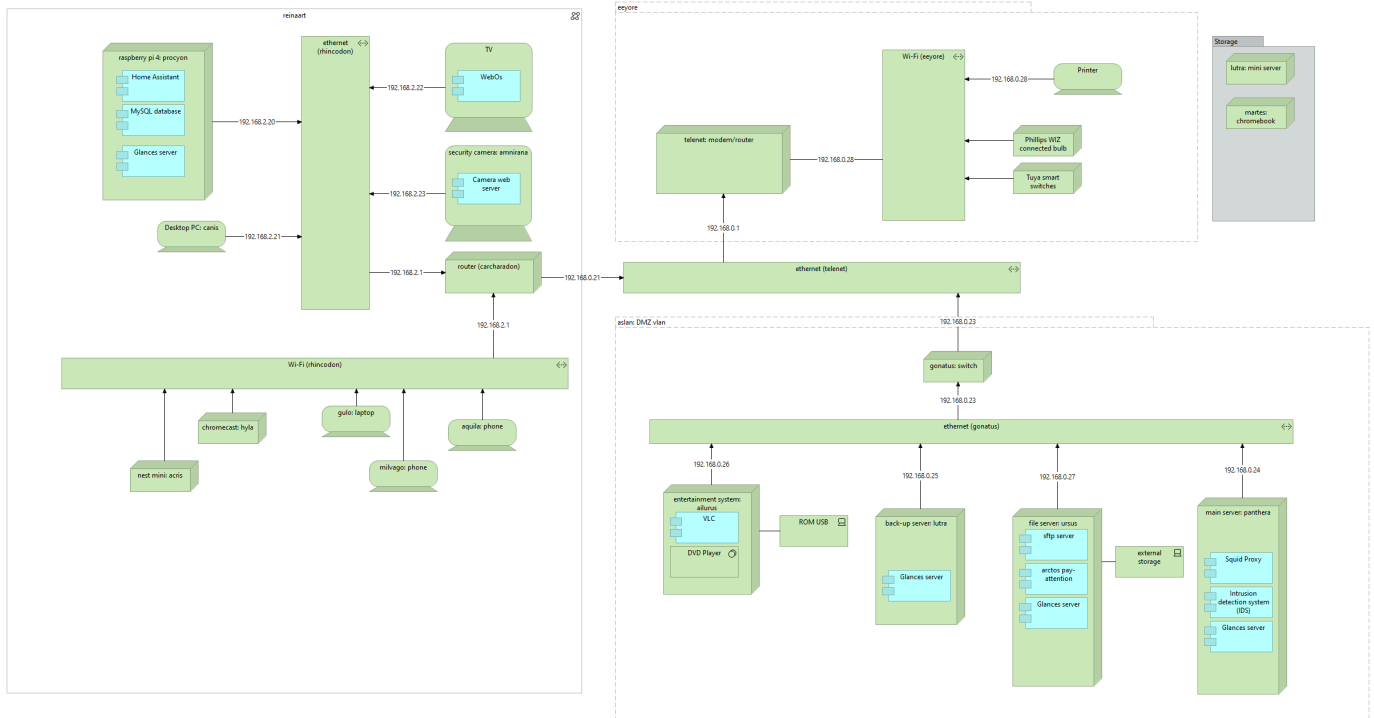 reinaart
raspberry pi 4: procyon
Home Assistant
MySQL database
Glances server
192.168.2.20
ethernet
(rhincodon)
TV
WebOs
192.168.2.22
security camera: amnirana
Camera web
server
192.168.2.23
Desktop PC: canis
192.168.2.21
192.168.2.1
router (carcharadon)
192.168.0.21
192.168.2.1
Wi-Fi (rhincodon)
nest mini: acris
chromecast: hyla
gulo: laptop
milvago: phone
aquila: phone
eeyore
telenet: modem/router
192.168.0.28
Wi-Fi (eeyore)
192.168.0.28
Printer
Phillips WIZ
connected bulb
Tuya smart
switches
192.168.0.1
ethernet (telenet)
Storage
lutra: mini server
martes:
chromebook
aslan: DMZ vlan
192.168.0.23
gonatus: switch
192.168.0.23
ethernet (gonatus)
192.168.0.26
entertainment system:
ailurus
VLC
DVD Player
ROM USB
192.168.0.25
back-up server: lutra
Glances server
192.168.0.27
file server: ursus
sftp server
arctos pay-
attention
Glances server
external
storage
192.168.0.24
main server: panthera
Squid Proxy
Intrusion
detection system
(IDS)
Glances server